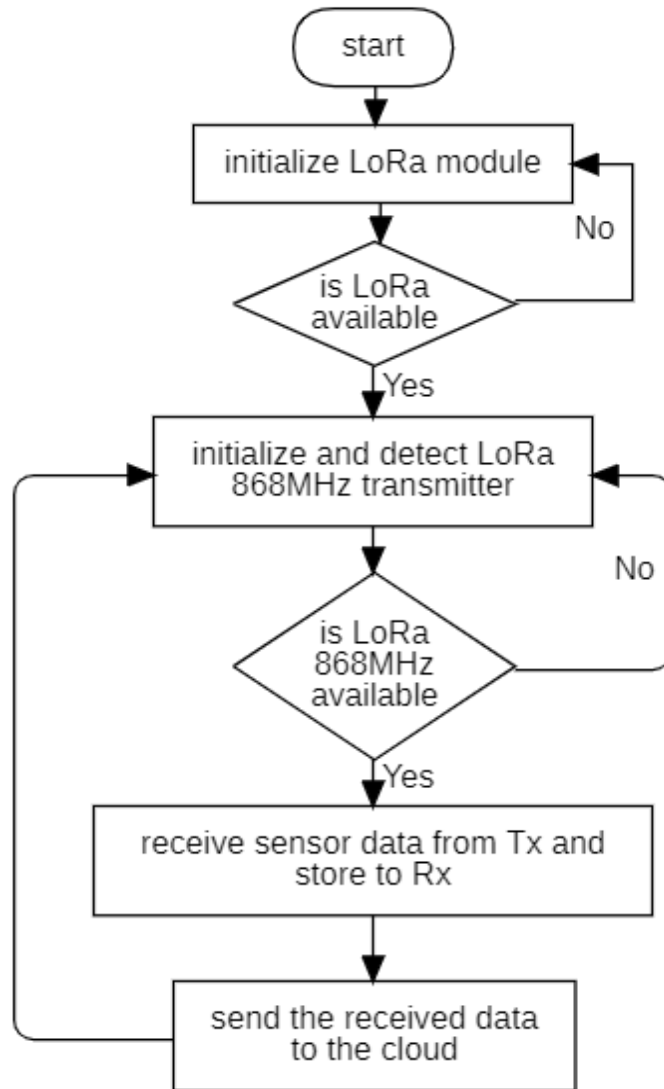 start
initialize LoRa module
No
is LoRa
available
Yes
initialize and detect LoRa
868MHz transmitter
No
is LoRa
868MHz
available
Yes
receive sensor data from Tx and
store to Rx
send the received data
to the cloud